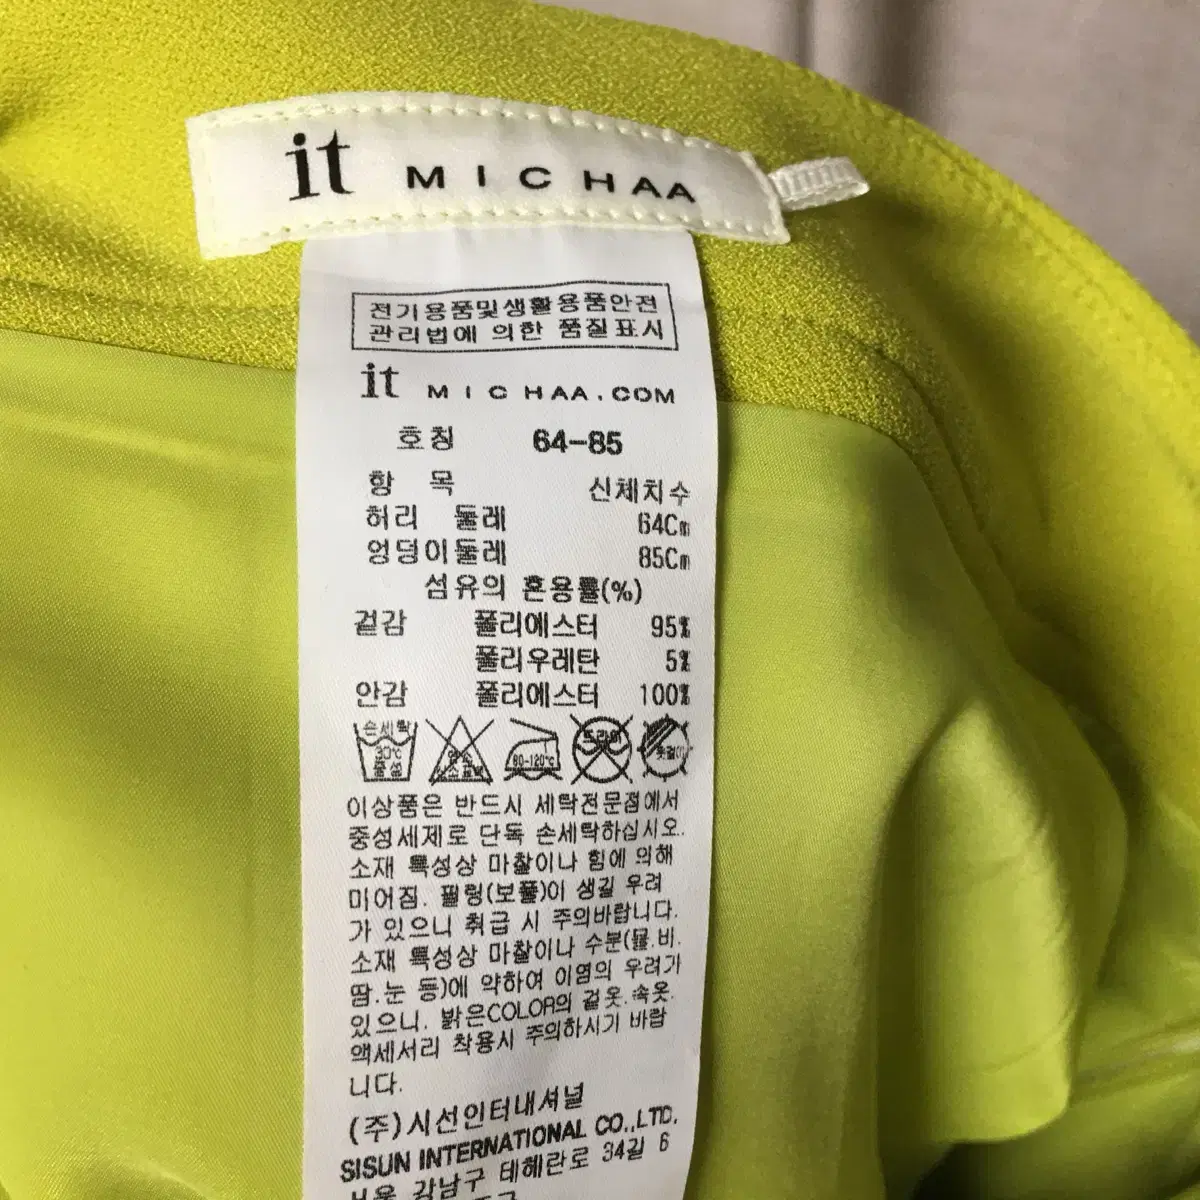 it MICHAA
전기용품및생활용품안전
관리법에 의한 품질표시
it MICHAA.COM
호칭 64-85
항 목 신체치수
허리 둘레 64Cm
엉덩이둘레 85Cm
섬유의 혼용률(%)
겉감 폴리에스터 95%
폴리우레탄 5%
안감 폴리에스터 100%
손세탁 30℃ 중성 염소 산소표백 80-120℃ 드라이 옷걸이
이상품은 반드시 세탁전문점에서
중성세제로 단독 손세탁하십시오.
소재 특성상 마찰이나 힘에 의해
미어짐. 필링(보풀)이 생길 우려
가 있으니 취급 시 주의바랍니다.
소재 특성상 마찰이나 수분(물.비.
땀.눈 등)에 약하여 이염의 우려가
있으니. 밝은COLOR의 겉옷.속옷.
액세서리 착용시 주의하시기 바랍
니다.
(주)시선인터내셔널
SISUN INTERNATIONAL CO.,LTD.
서울 강남구 테헤란로 34길 6